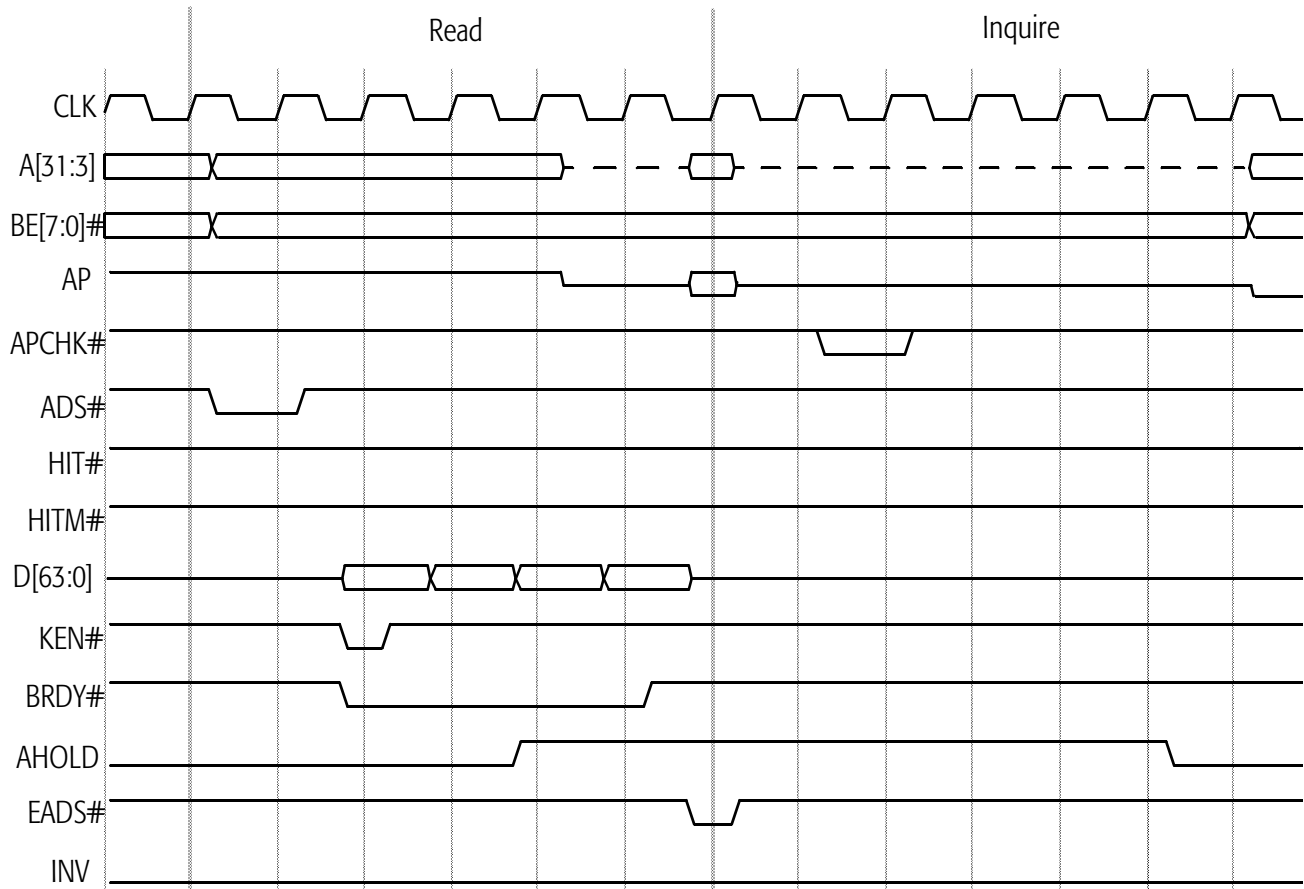 Read
Inquire
CLK
A[31:3]
BE[7:0]#
AP
APCHK#
ADS#
HIT#
HITM#
D[63:0]
KEN#
BRDY#
AHOLD
EADS#
INV